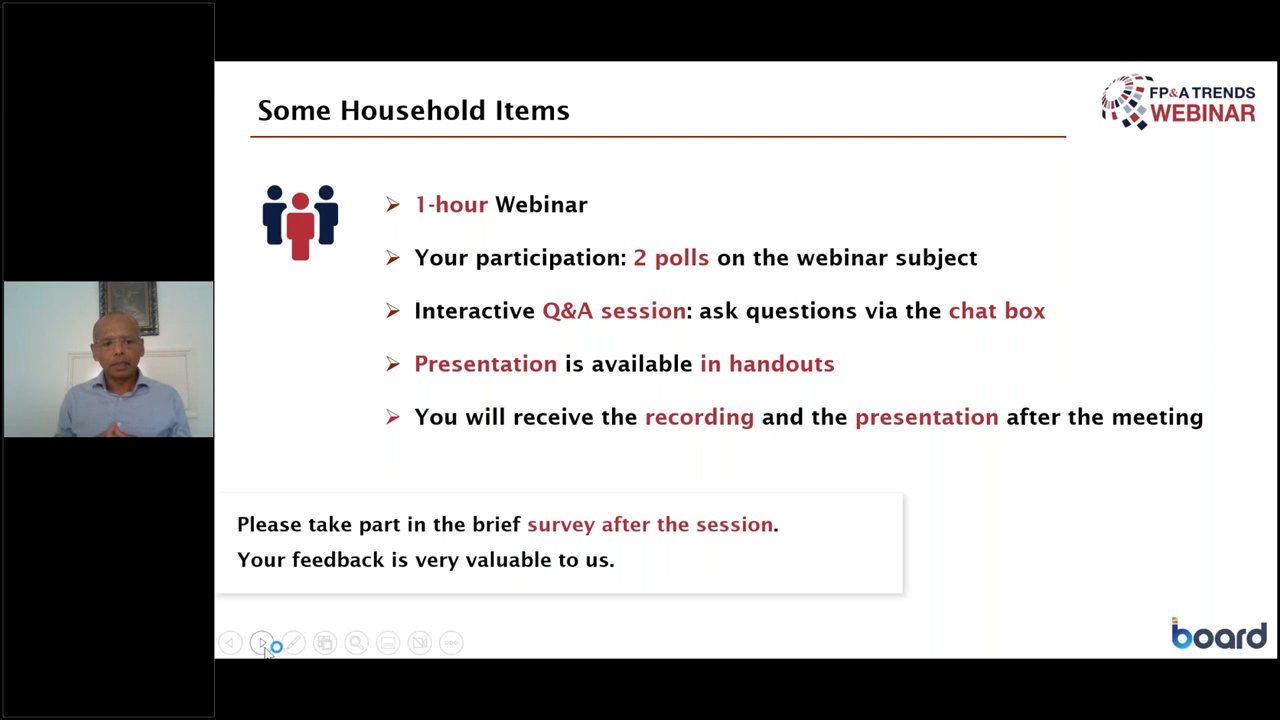 Some Household Items
FP&A TRENDS
WEBINAR
1-hour Webinar
Your participation: 2 polls on the webinar subject
Interactive Q&A session: ask questions via the chat box
Presentation is available in handouts
You will receive the recording and the presentation after the meeting
Please take part in the brief survey after the session.
Your feedback is very valuable to us.
board